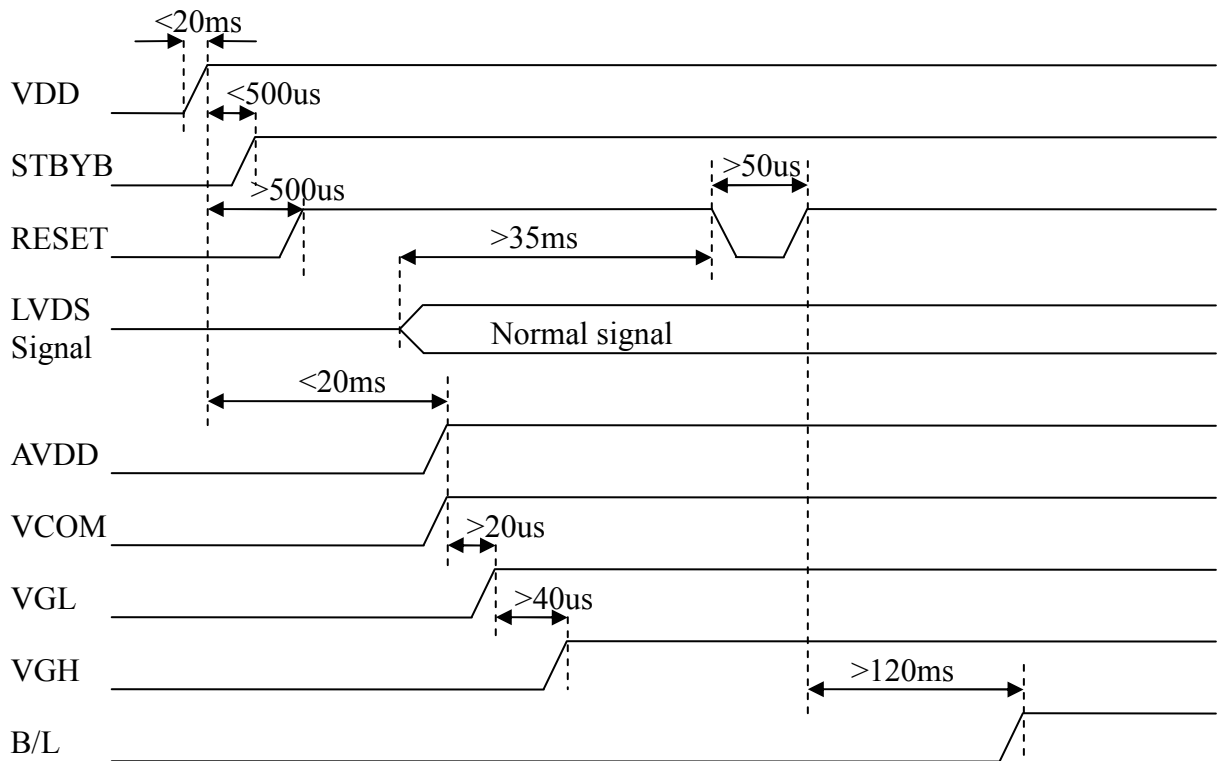 <20ms
VDD
<500us
STBYB
>50us
>500us
RESET
>35ms
LVDS
Signal
Normal signal
<20ms
AVDD
VCOM
>20us
VGL
>40us
VGH
>120ms
B/L